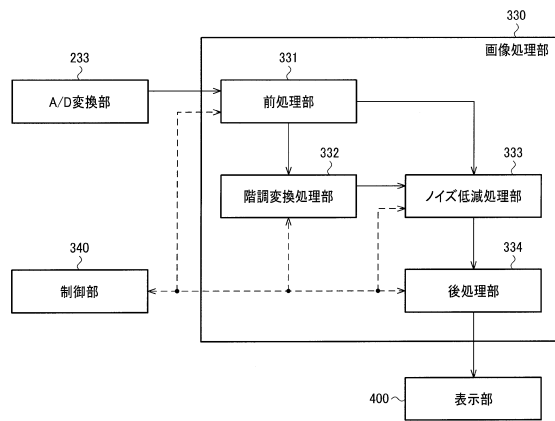 330
画像処理部
233
A/D変換部
331
前処理部
332
階調変換処理部
333
ノイズ低減処理部
340
制御部
334
後処理部
400
表示部